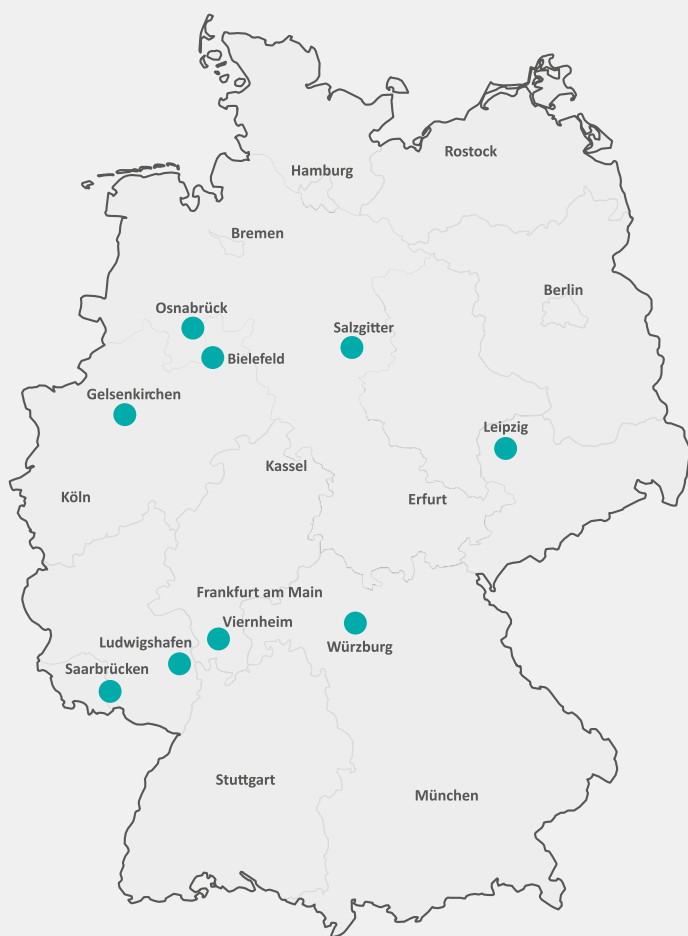 Rostock
Hamburg
Bremen
Berlin
Osnabrück
Salzgitter
Bielefeld
Gelsenkirchen
Leipzig
Kassel
Köln
Erfurt
Frankfurt am Main
Viernheim
Ludwigshafen
Würzburg
Saarbrücken
Stuttgart
München